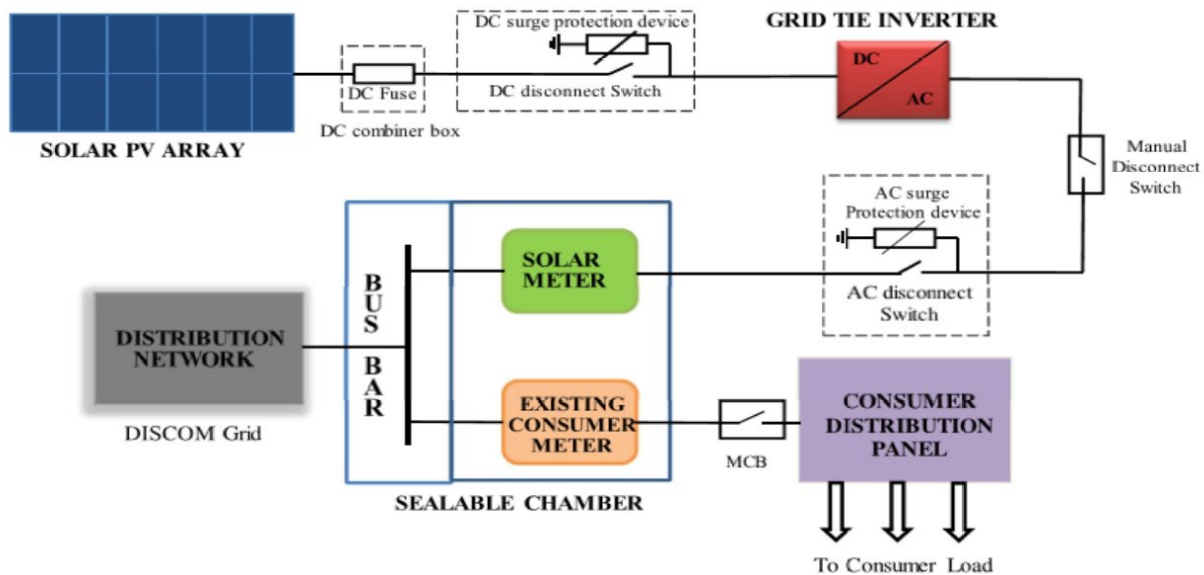 DC surge protection device
GRID TIE INVERTER
DC
AC
DC Fuse
DC disconnect Switch
DC combiner box
SOLAR PV ARRAY
Manual
Disconnect
Switch
AC surge
Protection device
AC disconnect
Switch
SOLAR
METER
BUS
BAR
DISTRIBUTION
NETWORK
DISCOM Grid
EXISTING
CONSUMER
METER
MCB
CONSUMER
DISTRIBUTION
PANEL
SEALABLE CHAMBER
To Consumer Load